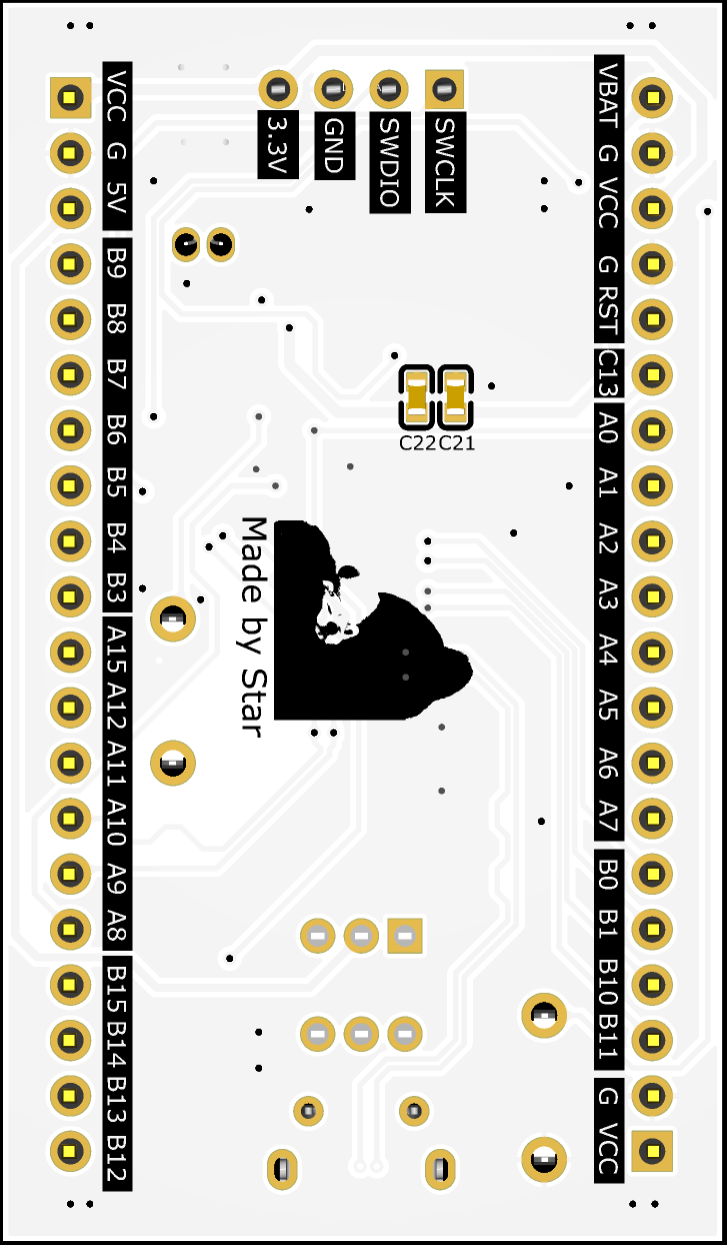 VCC
G
5V
B9
B8
B7
B6
B5
B4
B3
A15
A12
A11
A10
A9
A8
B15
B14
B13
B12
3.3V
GND
SWDIO
SWCLK
C22
C21
Made by Star
VBAT
G
VCC
G
RST
C13
A0
A1
A2
A3
A4
A5
A6
A7
B0
B1
B10
B11
G
VCC